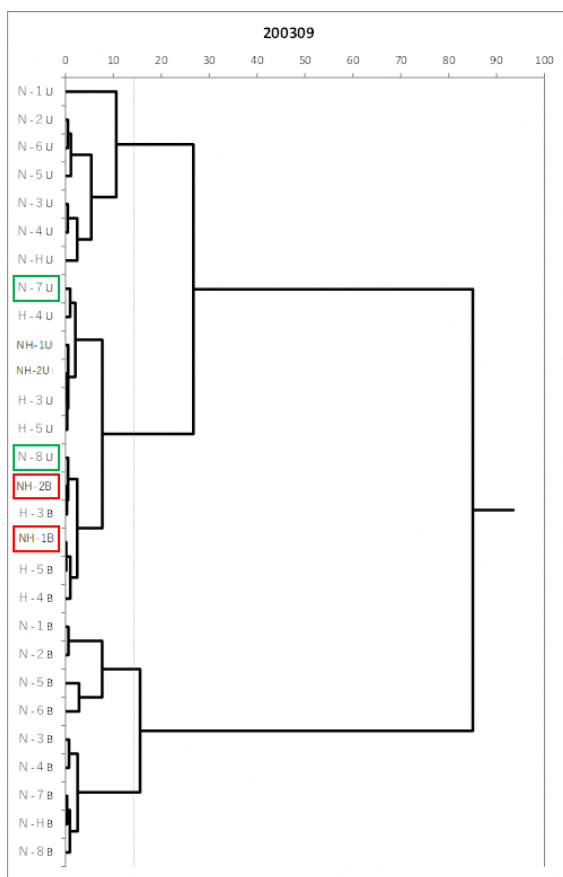 200309
0 10 20 30 40 50 60 70 80 90 100
N - 1 U
N - 2 U
N - 6 U
N - 5 U
N - 3 U
N - 4 U
N - H U
N - 7 U
H - 4 U
NH - 1U
NH - 2U
H - 3 U
H - 5 U
N - 8 U
NH - 2B
H - 3 B
NH - 1B
H - 5 B
H - 4 B
N - 1 B
N - 2 B
N - 5 B
N - 6 B
N - 3 B
N - 4 B
N - 7 B
N - H B
N - 8 B